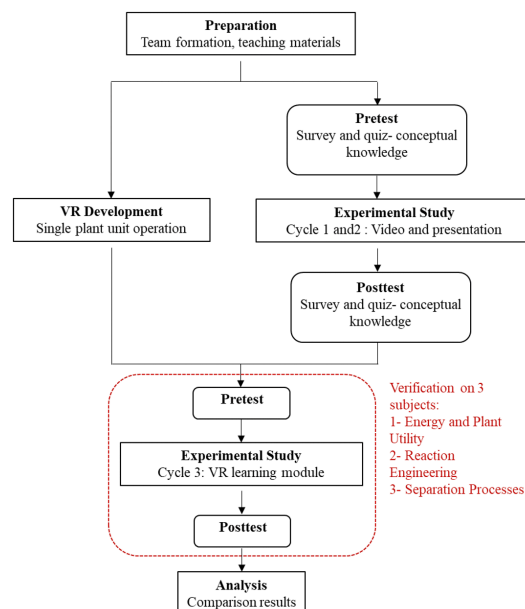 Preparation
Team formation, teaching materials
Pretest
Survey and quiz- conceptual
knowledge
VR Development
Single plant unit operation
Experimental Study
Cycle 1 and2 : Video and presentation
Posttest
Survey and quiz- conceptual
knowledge
Pretest
Experimental Study
Cycle 3: VR learning module
Posttest
Verification on 3
subjects:
1- Energy and Plant
Utility
2- Reaction
Engineering
3- Separation Processes
Analysis
Comparison results